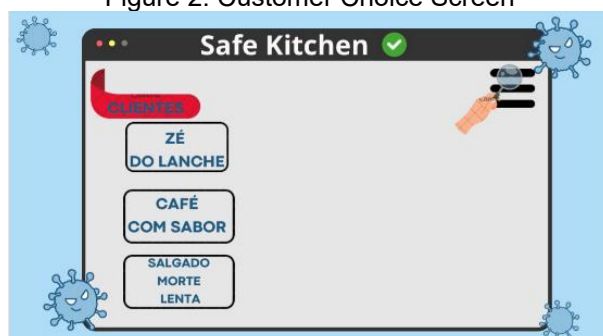 Figure 2. Customer Choice Screen
Safe Kitchen
CLIENTES
ZÉ
DO LANCHE
CAFÉ
COM SABOR
SALGADO
MORTE
LENTA